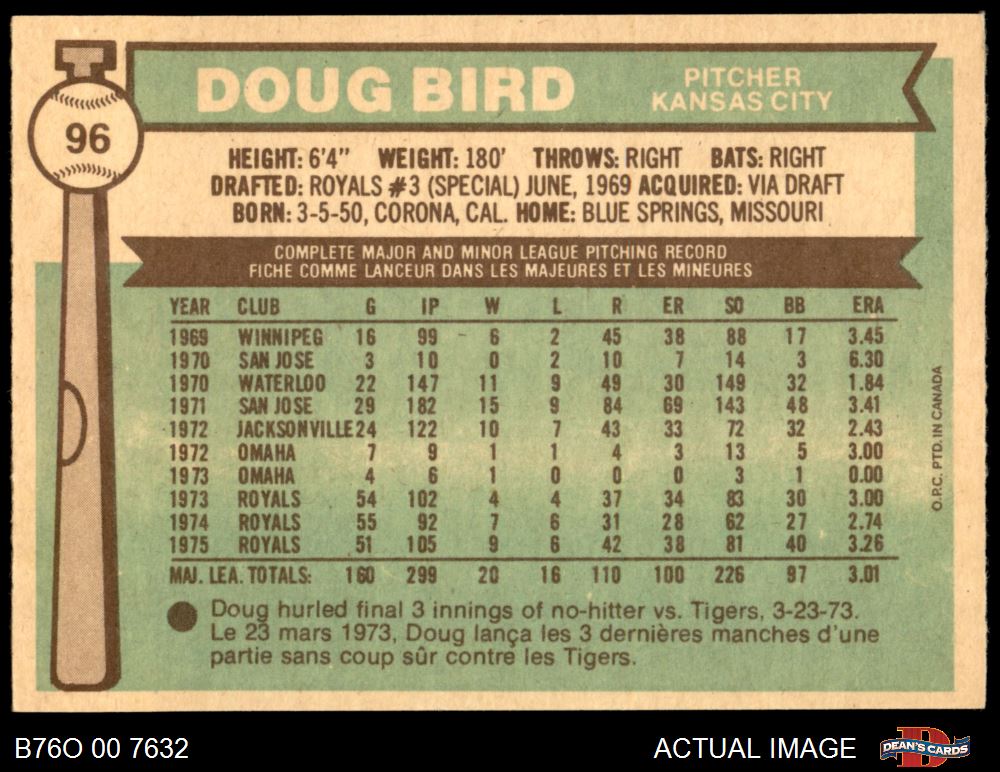 96
DOUG BIRD
PITCHER
KANSAS CITY
HEIGHT: 6'4" WEIGHT: 180' THROWS: RIGHT BATS: RIGHT
DRAFTED: ROYALS #3 (SPECIAL) JUNE, 1969 ACQUIRED: VIA DRAFT
BORN: 3-5-50, CORONA, CAL. HOME: BLUE SPRINGS, MISSOURI
COMPLETE MAJOR AND MINOR LEAGUE PITCHING RECORD
FICHE COMME LANCEUR DANS LES MAJEURES ET LES MINEURES
YEAR CLUB G IP W L R ER SO BB ERA
1969 WINNIPEG 16 99 6 2 45 38 88 17 3.45
1970 SAN JOSE 3 10 0 2 10 7 14 3 6.30
1970 WATERLOO 22 147 11 9 49 30 149 32 1.84
1971 SAN JOSE 29 182 15 9 84 69 143 48 3.41
1972 JACKSONVILLE 24 122 10 7 43 33 72 32 2.43
1972 OMAHA 7 9 1 1 4 3 13 5 3.00
1973 OMAHA 4 6 1 0 0 0 3 1 0.00
1973 ROYALS 54 102 4 4 37 34 83 30 3.00
1974 ROYALS 55 92 7 6 31 28 62 27 2.74
1975 ROYALS 51 105 9 6 42 38 81 40 3.26
MAJ. LEA. TOTALS: 160 299 20 16 110 100 226 97 3.01
Doug hurled final 3 innings of no-hitter vs. Tigers, 3-23-73.
Le 23 mars 1973, Doug lança les 3 dernières manches d'une
partie sans coup sûr contre les Tigers.
O.P.C. PTD. IN CANADA
B76O 00 7632
ACTUAL IMAGE
DEAN'S CARDS